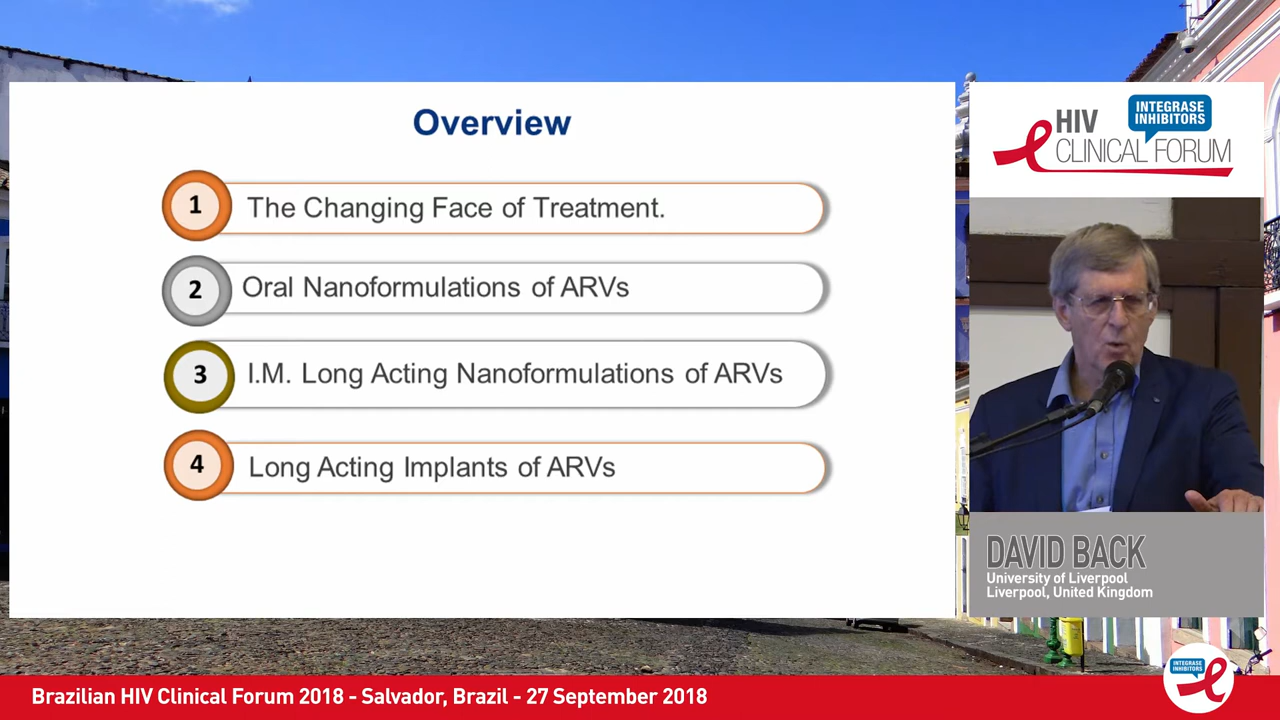 Overview
1
The Changing Face of Treatment.
2
Oral Nanoformulations of ARVs
3
I.M. Long Acting Nanoformulations of ARVs
4
Long Acting Implants of ARVs
HIV
INTEGRASE
INHIBITORS
CLINICAL FORUM
DAVID BACK
University of Liverpool
Liverpool, United Kingdom
Brazilian HIV Clinical Forum 2018 - Salvador, Brazil - 27 September 2018
INTEGRASE
INHIBITORS